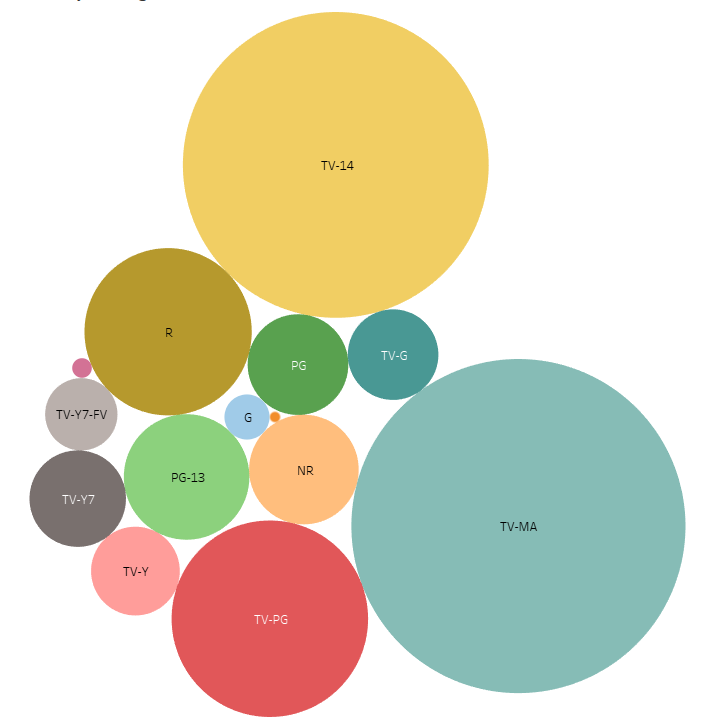 TV-14
R
PG
TV-G
TV-Y7-FV
G
PG-13
NR
TV-Y7
TV-MA
TV-Y
TV-PG